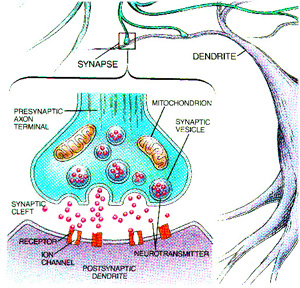 SYNAPSE
DENDRITE
PRESYNAPTIC
AXON
TERMINAL
MITOCHONDRION
SYNAPTIC
VESICLE
SYNAPTIC
CLEFT
RECEPTOR
ION
CHANNEL
NEUROTRANSMITTER
POSTSYNAPTIC
DENDRITE